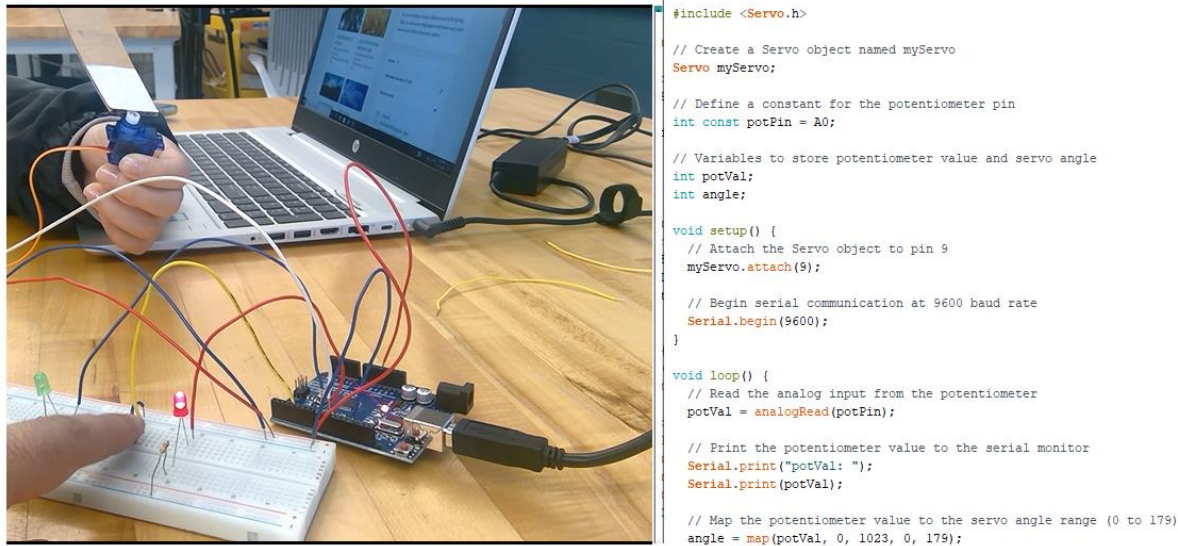 #include <Servo.h>
// Create a Servo object named myServo
Servo myServo;
// Define a constant for the potentiometer pin
int const potPin = A0;
// Variables to store potentiometer value and servo angle
int potVal;
int angle;
void setup() {
// Attach the Servo object to pin 9
myServo.attach(9);
// Begin serial communication at 9600 baud rate
Serial.begin(9600);
}
void loop() {
// Read the analog input from the potentiometer
potVal = analogRead(potPin);
// Print the potentiometer value to the serial monitor
Serial.print("potVal: ");
Serial.print(potVal);
// Map the potentiometer value to the servo angle range (0 to 179)
angle = map(potVal, 0, 1023, 0, 179);